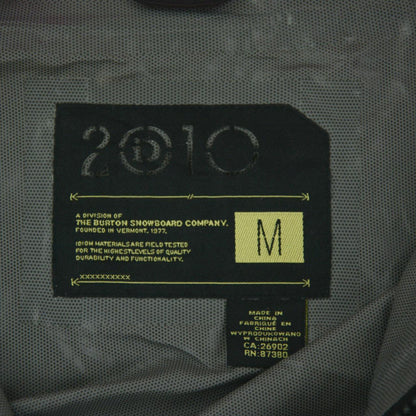 2010
A DIVISION OF
THE BURTON SNOWBOARD COMPANY.
FOUNDED IN VERMONT, 1977.
IDIOM MATERIALS ARE FIELD TESTED
FOR THE HIGHEST LEVELS OF QUALITY
DURABILITY AND FUNCTIONALITY.
XXXXXXXXXX
M
MADE IN
CHINA
FABRIQUÉ EN
CHINE
WYPRODUKOWANO
W CHINACH
CA:26902
RN:87380